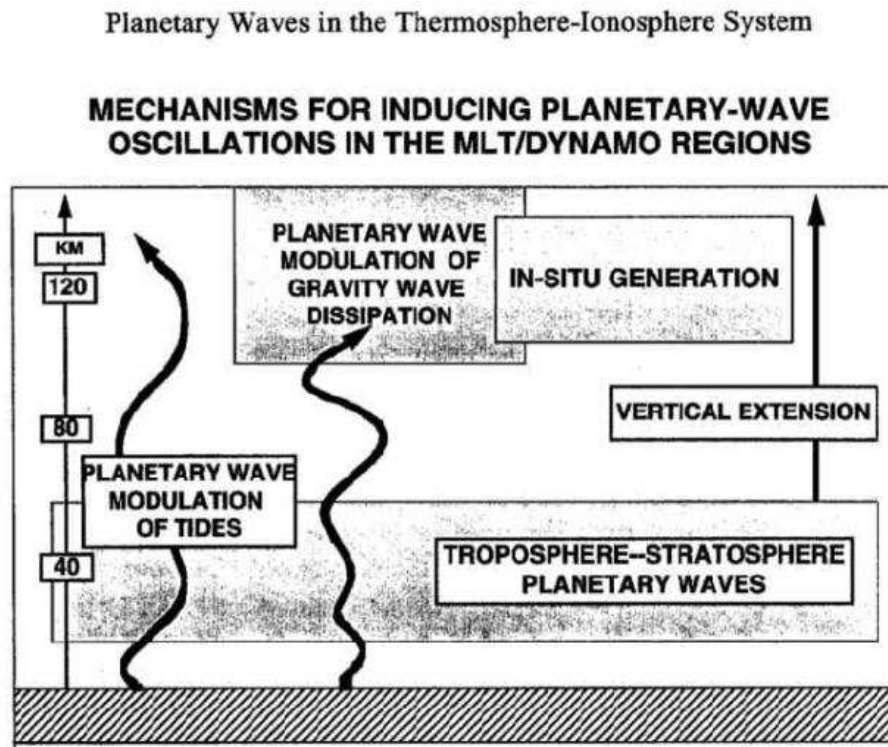 Planetary Waves in the Thermosphere-Ionosphere System
MECHANISMS FOR INDUCING PLANETARY-WAVE
OSCILLATIONS IN THE MLT/DYNAMO REGIONS
KM
120
80
40
PLANETARY WAVE
MODULATION OF
GRAVITY WAVE
DISSIPATION
IN-SITU GENERATION
VERTICAL EXTENSION
PLANETARY WAVE
MODULATION
OF TIDES
TROPOSPHERE--STRATOSPHERE
PLANETARY WAVES